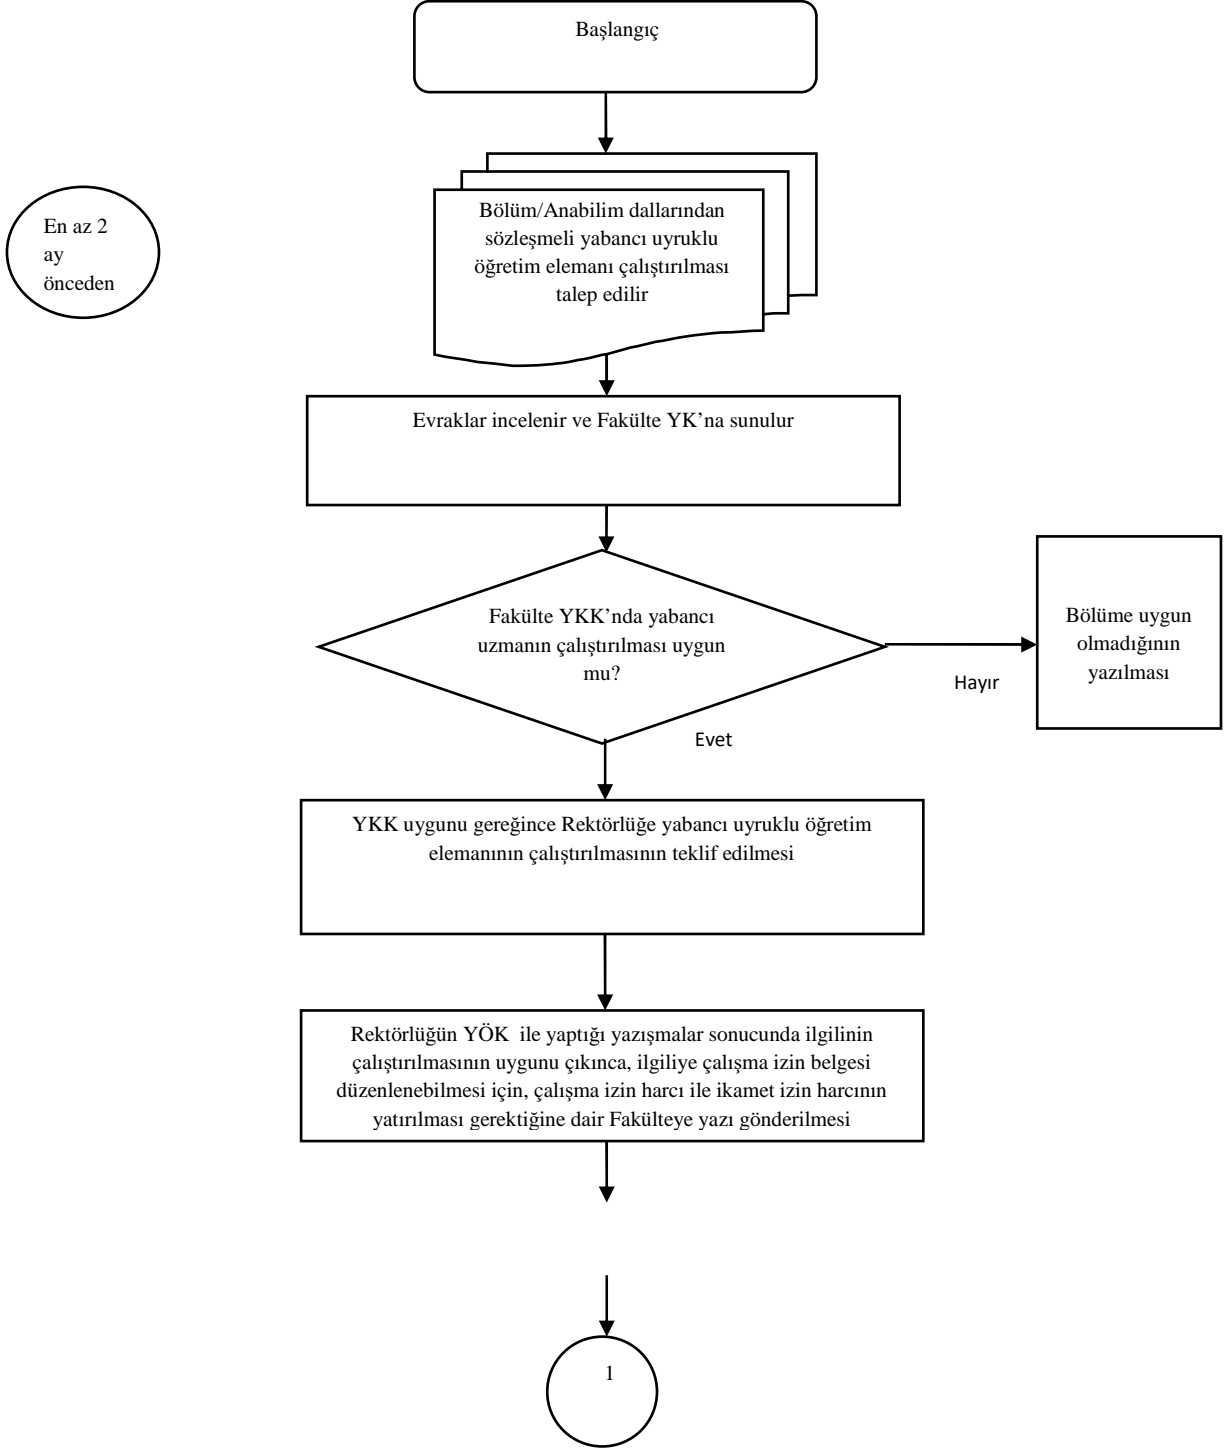 Başlangıç
En az 2
ay
önceden
Bölüm/Anabilim dallarından
sözleşmeli yabancı uyruklu
öğretim elemanı çalıştırılması
talep edilir
Evraklar incelenir ve Fakülte YK’na sunulur
Fakülte YKK’nda yabancı
uzmanın çalıştırılması uygun
mu?
Hayır
Bölüme uygun
olmadığının
yazılması
Evet
YKK uygunu gereğince Rektörlüğe yabancı uyruklu öğretim
elemanının çalıştırılmasının teklif edilmesi
Rektörlüğün YÖK ile yaptığı yazışmalar sonucunda ilgilinin
çalıştırılmasının uygunu çıkınca, ilgiliye çalışma izin belgesi
düzenlenebilmesi için, çalışma izin harcı ile ikamet izin harcının
yatırılması gerektiğine dair Fakülteye yazı gönderilmesi
1